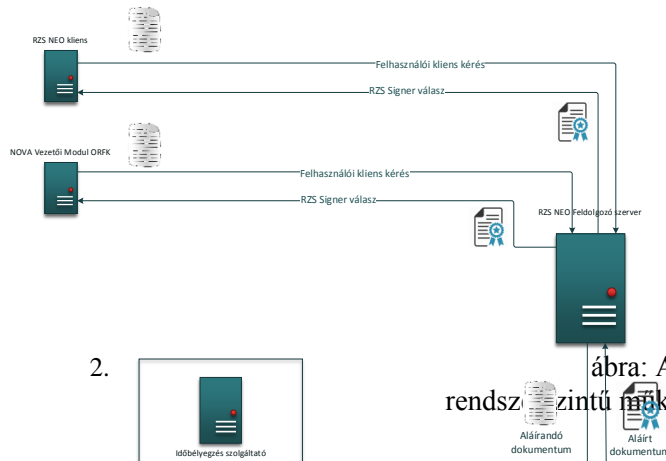 RZS NEO kliens
Felhasználói kliens kérés
RZS Signer válasz
NOVA Vezetői Modul ORFK
Felhasználói kliens kérés
RZS Signer válasz
RZS NEO Feldolgozó szerver
2. ábra: A
Időbélyegzés szolgáltató
Aláírandó
dokumentum
Aláírt
dokumentum